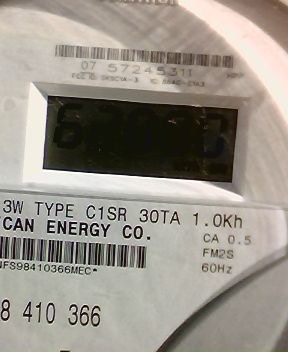 07 57245311
3W TYPE C1SR 30TA 1.0Kh
CAN ENERGY CO.
CA 0.5
FM2S
60Hz
NFS98410366MEC*
8 410 366